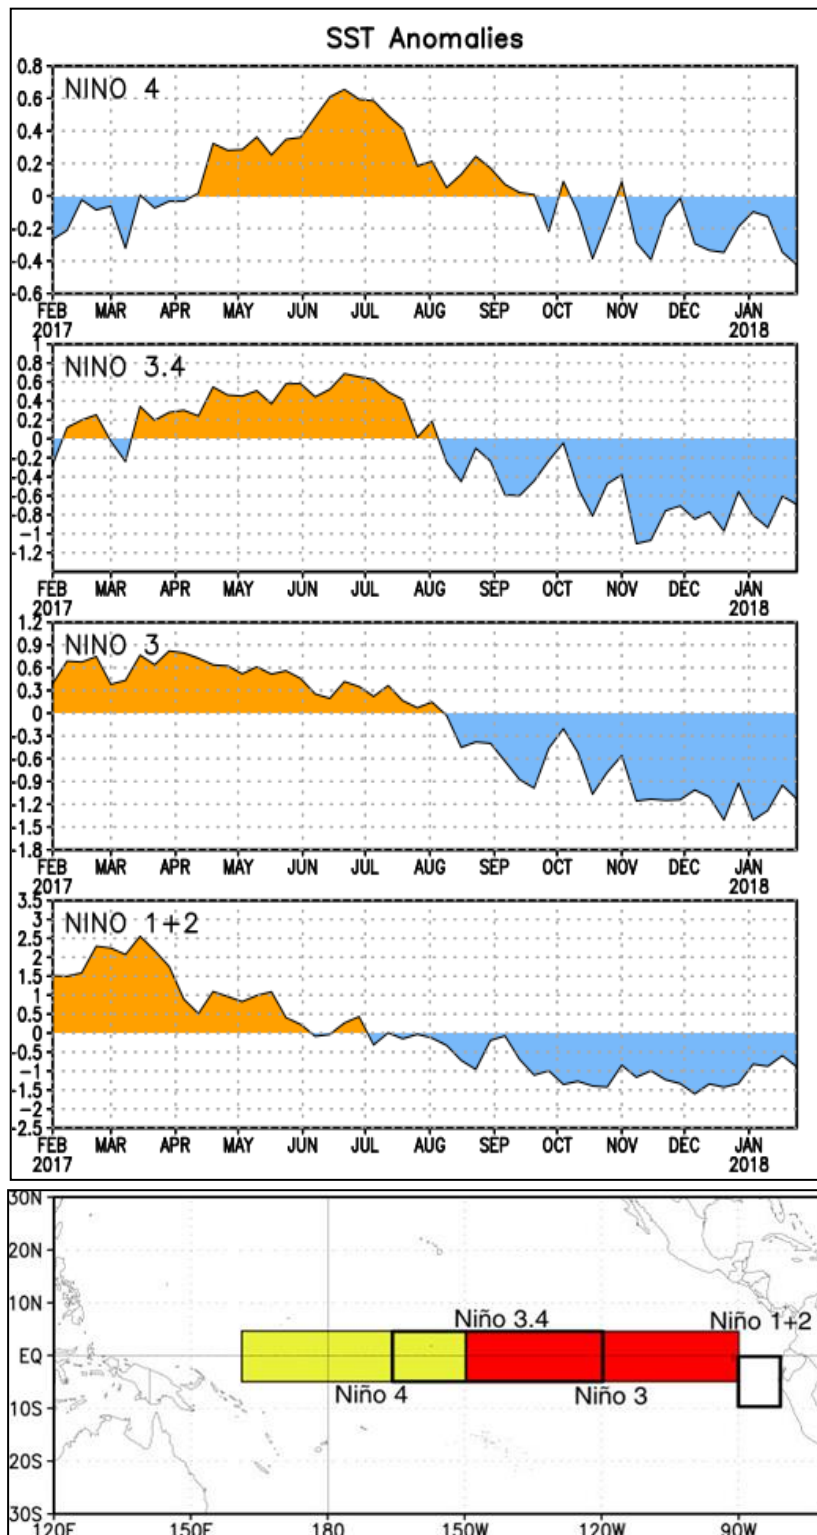 SST Anomalies
NINO 4
0.8
0.6
0.4
0.2
0
-0.2
-0.4
-0.6
FEB MAR APR MAY JUN JUL AUG SEP OCT NOV DEC JAN
2017 2018
NINO 3.4
1
0.8
0.6
0.4
0.2
0
-0.2
-0.4
-0.6
-0.8
-1
-1.2
FEB MAR APR MAY JUN JUL AUG SEP OCT NOV DEC JAN
2017 2018
NINO 3
1.2
0.9
0.6
0.3
0
-0.3
-0.6
-0.9
-1.2
-1.5
-1.8
FEB MAR APR MAY JUN JUL AUG SEP OCT NOV DEC JAN
2017 2018
NINO 1+2
3.5
3
2.5
2
1.5
1
0.5
0
-0.5
-1
-1.5
-2
-2.5
FEB MAR APR MAY JUN JUL AUG SEP OCT NOV DEC JAN
2017 2018
30N
20N
10N
EQ
10S
20S
30S
Niño 3.4
Niño 1+2
Niño 4
Niño 3
120E 150E 180 150W 120W 90W